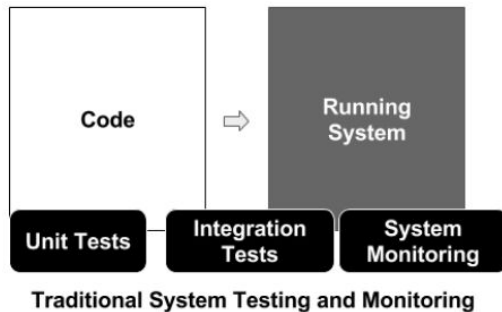 Code
Running
System
Unit Tests
Integration
Tests
System
Monitoring
Traditional System Testing and Monitoring